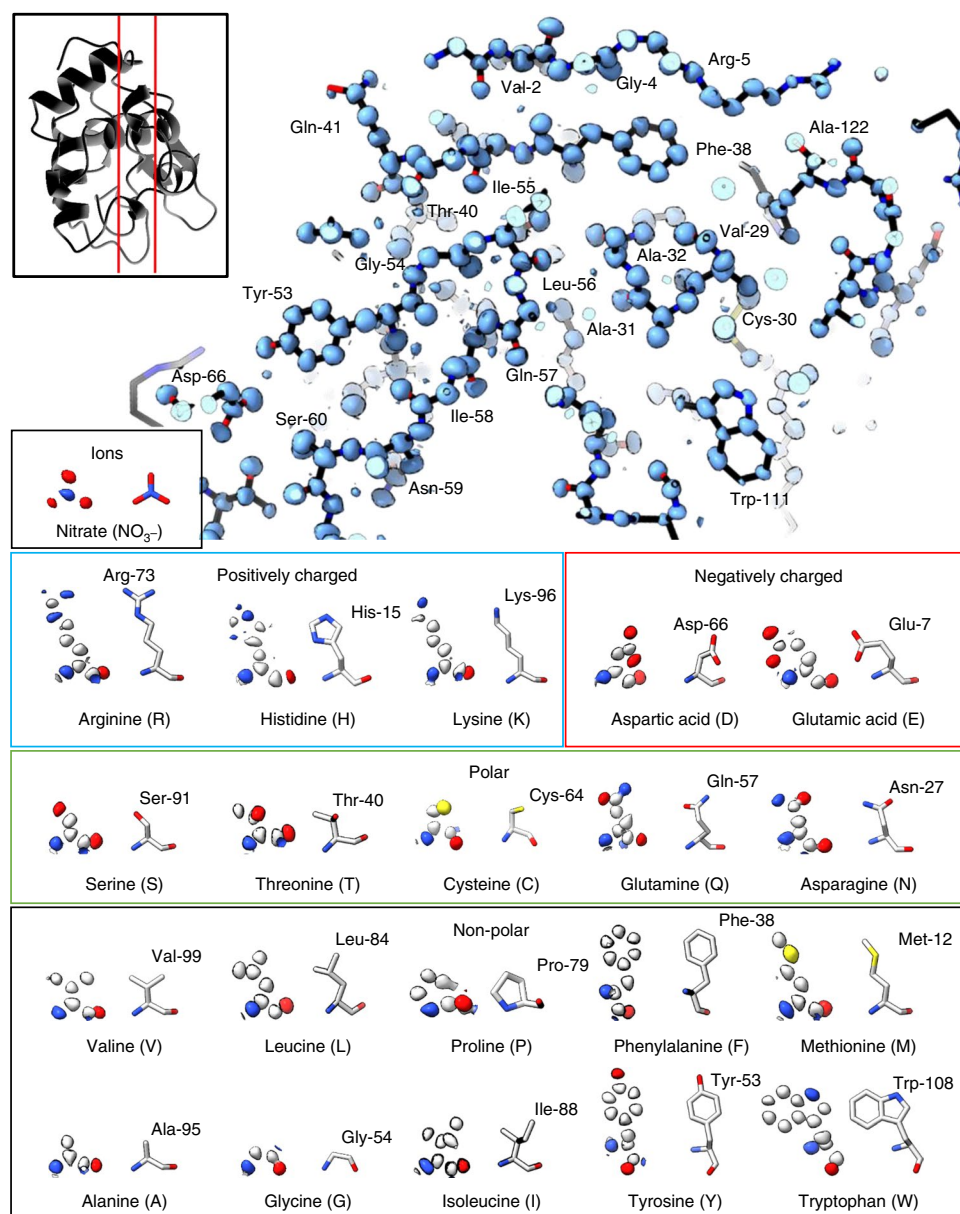 Arg-5
Val-2
Gly-4
Gln-41
Ala-122
Phe-38
Ile-55
Thr-40
Val-29
Gly-54
Ala-32
Leu-56
Tyr-53
Ala-31
Cys-30
Gln-57
Asp-66
Ser-60
Ile-58
Asn-59
Trp-111
Ions
Nitrate (NO3–)
Positively charged
Arg-73
His-15
Lys-96
Arginine (R)
Histidine (H)
Lysine (K)
Negatively charged
Asp-66
Glu-7
Aspartic acid (D)
Glutamic acid (E)
Polar
Ser-91
Thr-40
Cys-64
Gln-57
Asn-27
Serine (S)
Threonine (T)
Cysteine (C)
Glutamine (Q)
Asparagine (N)
Non-polar
Val-99
Leu-84
Pro-79
Phe-38
Met-12
Valine (V)
Leucine (L)
Proline (P)
Phenylalanine (F)
Methionine (M)
Ala-95
Gly-54
Ile-88
Tyr-53
Trp-108
Alanine (A)
Glycine (G)
Isoleucine (I)
Tyrosine (Y)
Tryptophan (W)